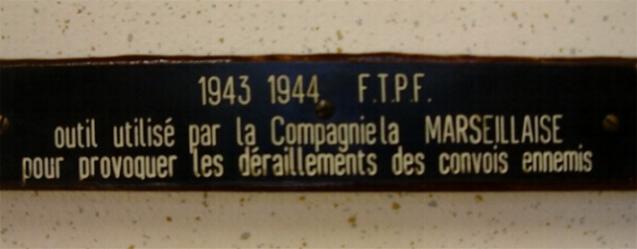 1943 1944 F.T.P.F.
outil utilisé par la Compagniela MARSEILLAISE
pour provoquer les déraillements des convois ennemis